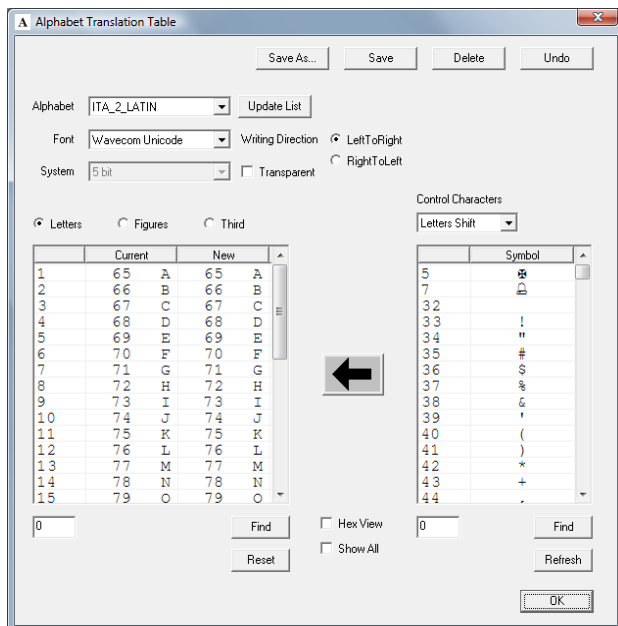 A Alphabet Translation Table
Save As... Save Delete Undo
Alphabet ITA_2_LATIN Update List
Font Wavecom Unicode Writing Direction LeftToRight
RightToLeft
System 5 bit Transparent
Control Characters
Letters Figures Third Letters Shift
Current New Symbol
1 65 A 65 A 5 ✠
2 66 B 66 B 7
3 67 C 67 C 32
4 68 D 68 D 33 !
5 69 E 69 E 34 "
6 70 F 70 F 35 #
7 71 G 71 G 36 $
8 72 H 72 H 37 %
9 73 I 73 I 38 &
10 74 J 74 J 39 '
11 75 K 75 K 40 (
12 76 L 76 L 41 )
13 77 M 77 M 42 *
14 78 N 78 N 43 +
15 79 O 79 O 44 ,
0 Find Hex View 0 Find
Reset Show All Refresh
OK